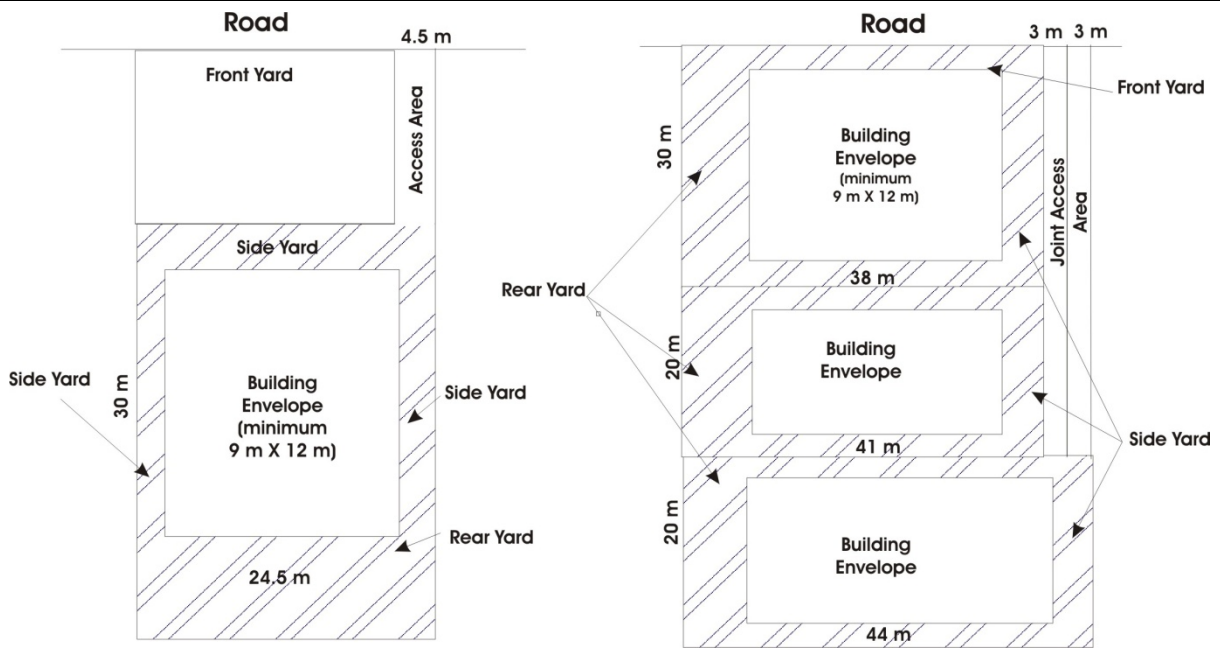 Road
4.5 m
Front Yard
Access Area
Side Yard
Side Yard
30 m
Building
Envelope
(minimum
9 m X 12 m)
Side Yard
Rear Yard
24.5 m
Road
3 m
3 m
Front Yard
30 m
Building
Envelope
(minimum
9 m X 12 m)
Joint Access
Area
38 m
Rear Yard
20 m
Building
Envelope
41 m
Side Yard
20 m
Building
Envelope
44 m